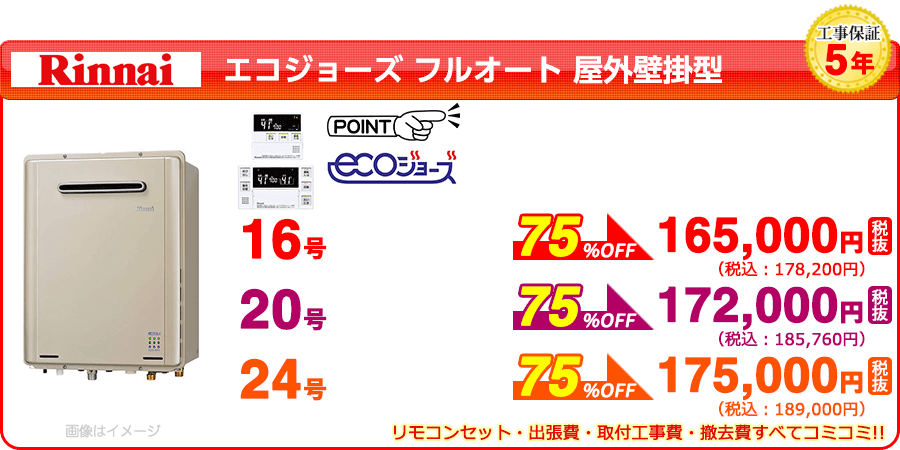 工事保証
5年
Rinnai エコジョーズ フルオート 屋外壁掛型
POINT
ecoジョーズ
Rinnai
16号 75%OFF 165,000円 税抜
(税込：178,200円)
20号 75%OFF 172,000円 税抜
(税込：185,760円)
24号 75%OFF 175,000円 税抜
(税込：189,000円)
画像はイメージ
リモコンセット・出張費・取付工事費・撤去費すべてコミコミ!!